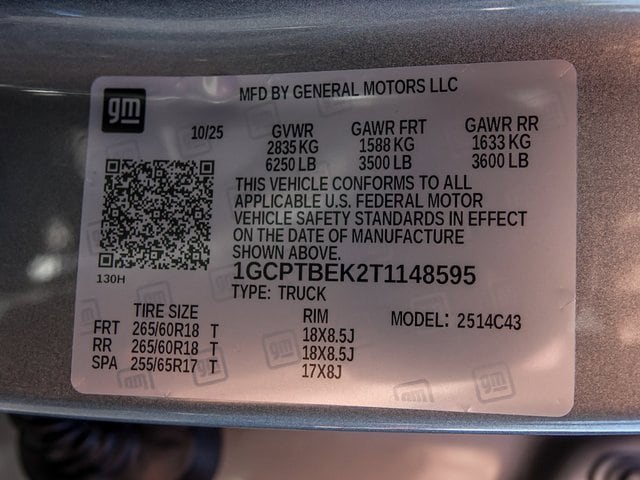 gm
MFD BY GENERAL MOTORS LLC
10/25 GVWR GAWR FRT GAWR RR
2835 KG 1588 KG 1633 KG
6250 LB 3500 LB 3600 LB
THIS VEHICLE CONFORMS TO ALL
APPLICABLE U.S. FEDERAL MOTOR
VEHICLE SAFETY STANDARDS IN EFFECT
ON THE DATE OF MANUFACTURE
SHOWN ABOVE.
130H
1GCPTBEK2T1148595
TYPE: TRUCK
TIRE SIZE RIM MODEL: 2514C43
FRT 265/60R18 T 18X8.5J
RR 265/60R18 T 18X8.5J
SPA 255/65R17 T 17X8J